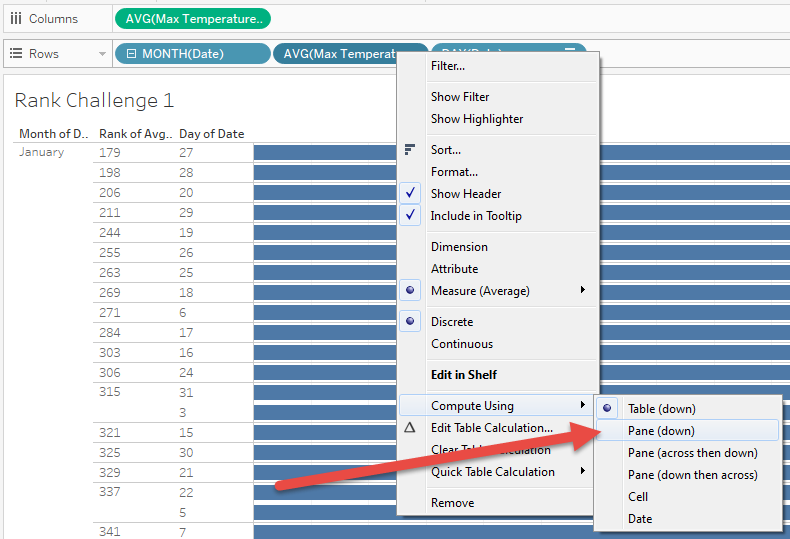 Columns AVG(Max Temperature..
Rows MONTH(Date) AVG(Max Temperat
Rank Challenge 1
Month of D.. Rank of Avg.. Day of Date
January 179 27
198 28
206 20
211 29
244 19
255 26
263 25
269 18
271 6
284 17
303 16
306 24
315 31
3
321 15
325 30
329 21
337 22
5
341 7
Filter...
Show Filter
Show Highlighter
Sort...
Format...
Show Header
Include in Tooltip
Dimension
Attribute
Measure (Average)
Discrete
Continuous
Edit in Shelf
Compute Using
Edit Table Calculation...
Clear Table Calculation
Quick Table Calculation
Remove
Table (down)
Pane (down)
Pane (across then down)
Pane (down then across)
Cell
Date